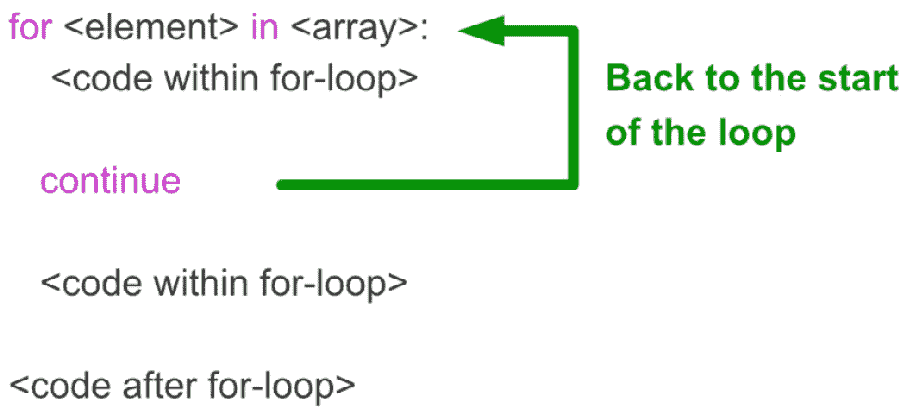 for <element> in <array>:
<code within for-loop>
Back to the start
of the loop
continue
<code within for-loop>
<code after for-loop>